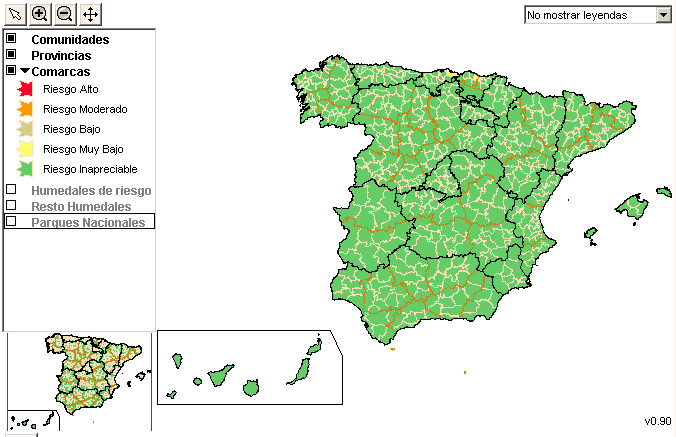 No mostrar leyendas
Comunidades
Provincias
Comarcas
Riesgo Alto
Riesgo Moderado
Riesgo Bajo
Riesgo Muy Bajo
Riesgo Inapreciable
Humedales de riesgo
Resto Humedales
Parques Nacionales
v0.90